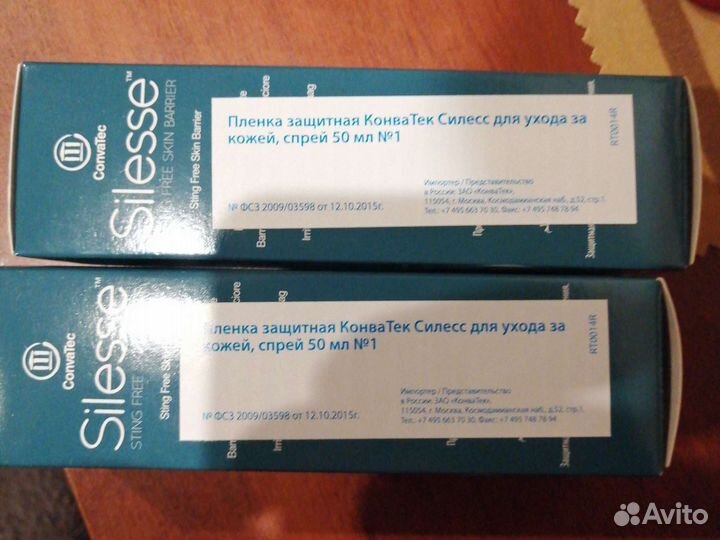 ConvaTec
Silesse™
FREE SKIN BARRIER
Sting Free Skin Barrier
Пленка защитная КонваТек Силесс для ухода за
кожей, спрей 50 мл №1
Импортер / Представительство
в России: ЗАО «КонваТек»,
115054, г. Москва, Космодамианская наб., д.52, стр.1,
Тел.: +7 495 663 70 30, Факс: +7 495 748 78 94
№ ФСЗ 2009/03598 от 12.10.2015г.
RT0014R
ConvaTec
Silesse™
STING FREE
Sting Free
Пленка защитная КонваТек Силесс для ухода за
кожей, спрей 50 мл №1
Импортер / Представительство
в России: ЗАО «КонваТек»,
115054, г. Москва, Космодамианская наб., д.52, стр.1,
Тел.: +7 495 663 70 30, Факс: +7 495 748 78 94
№ ФСЗ 2009/03598 от 12.10.2015г.
RT0014R
Avito